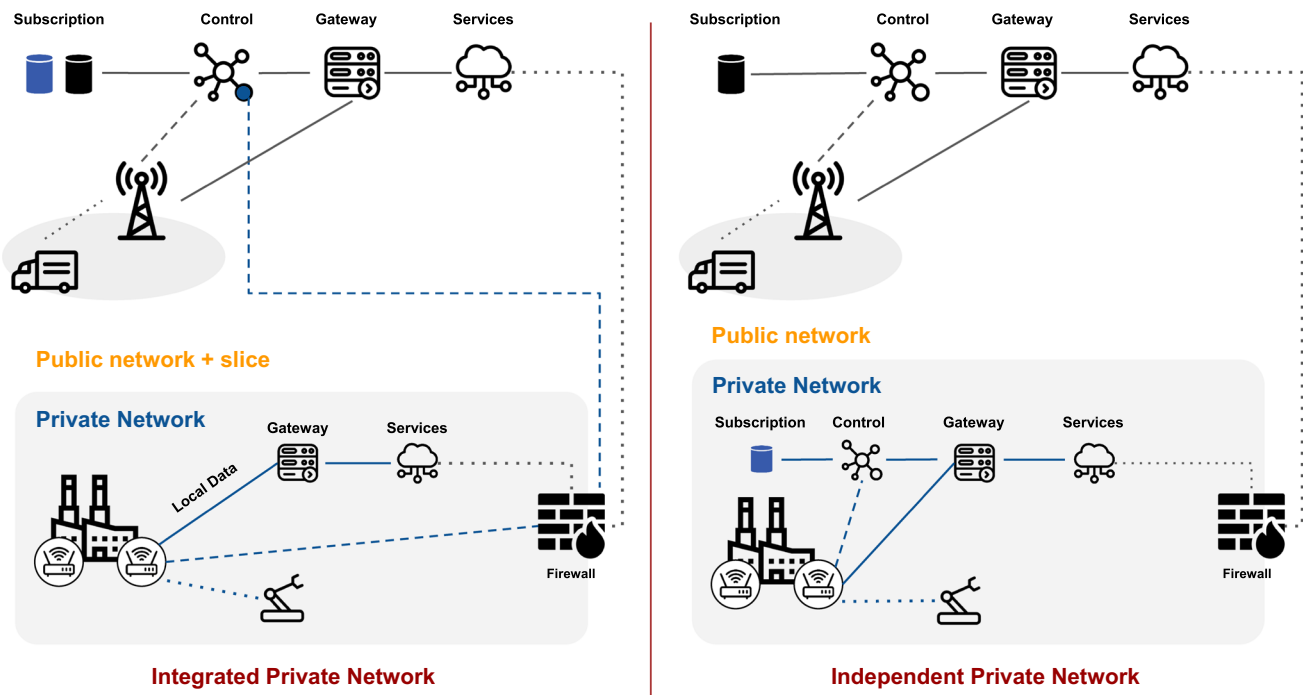 Subscription
Control
Gateway
Services
Public network + slice
Private Network
Gateway
Services
Local Data
Firewall
Integrated Private Network
Subscription
Control
Gateway
Services
Public network
Private Network
Subscription
Control
Gateway
Services
Firewall
Independent Private Network